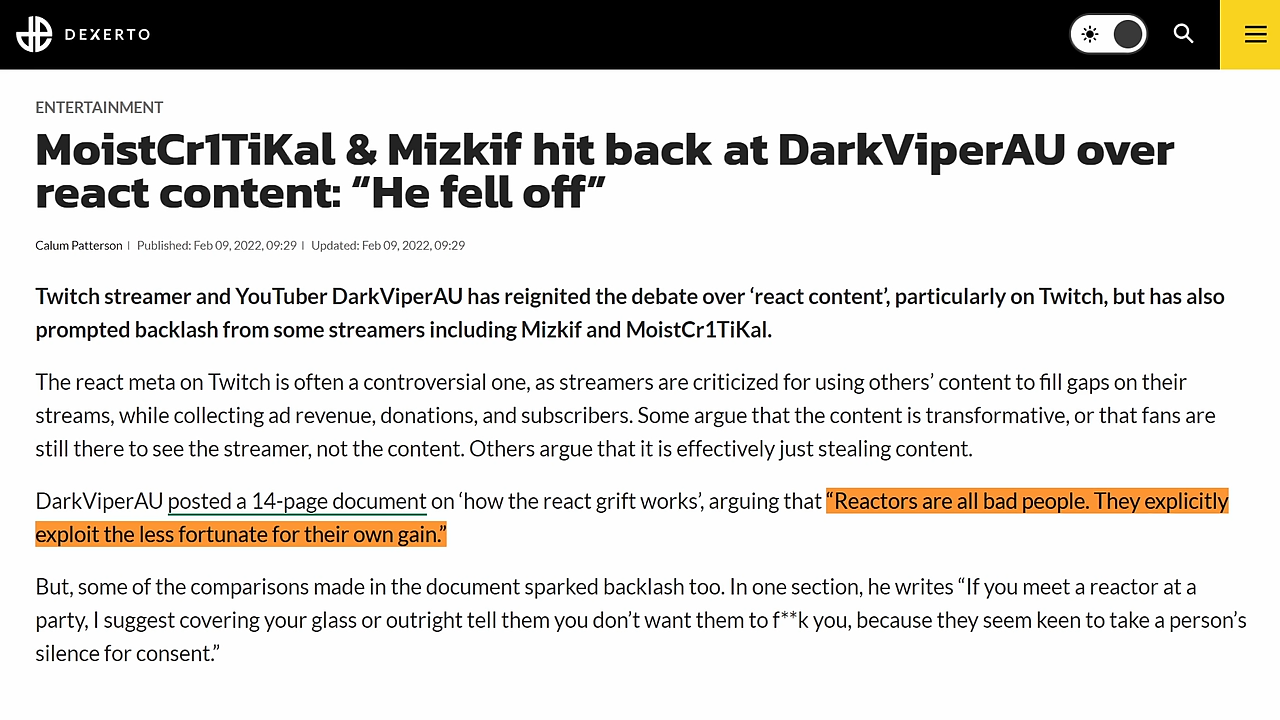 DEXERTO
ENTERTAINMENT
MoistCr1TiKal & Mizkif hit back at DarkViperAU over
react content: “He fell off”
Calum Patterson | Published: Feb 09, 2022, 09:29 | Updated: Feb 09, 2022, 09:29
Twitch streamer and YouTuber DarkViperAU has reignited the debate over ‘react content’, particularly on Twitch, but has also
prompted backlash from some streamers including Mizkif and MoistCr1TiKal.
The react meta on Twitch is often a controversial one, as streamers are criticized for using others’ content to fill gaps on their
streams, while collecting ad revenue, donations, and subscribers. Some argue that the content is transformative, or that fans are
still there to see the streamer, not the content. Others argue that it is effectively just stealing content.
DarkViperAU posted a 14-page document on ‘how the react grift works’, arguing that “Reactors are all bad people. They explicitly
exploit the less fortunate for their own gain.”
But, some of the comparisons made in the document sparked backlash too. In one section, he writes “If you meet a reactor at a
party, I suggest covering your glass or outright tell them you don’t want them to f**k you, because they seem keen to take a person’s
silence for consent.”